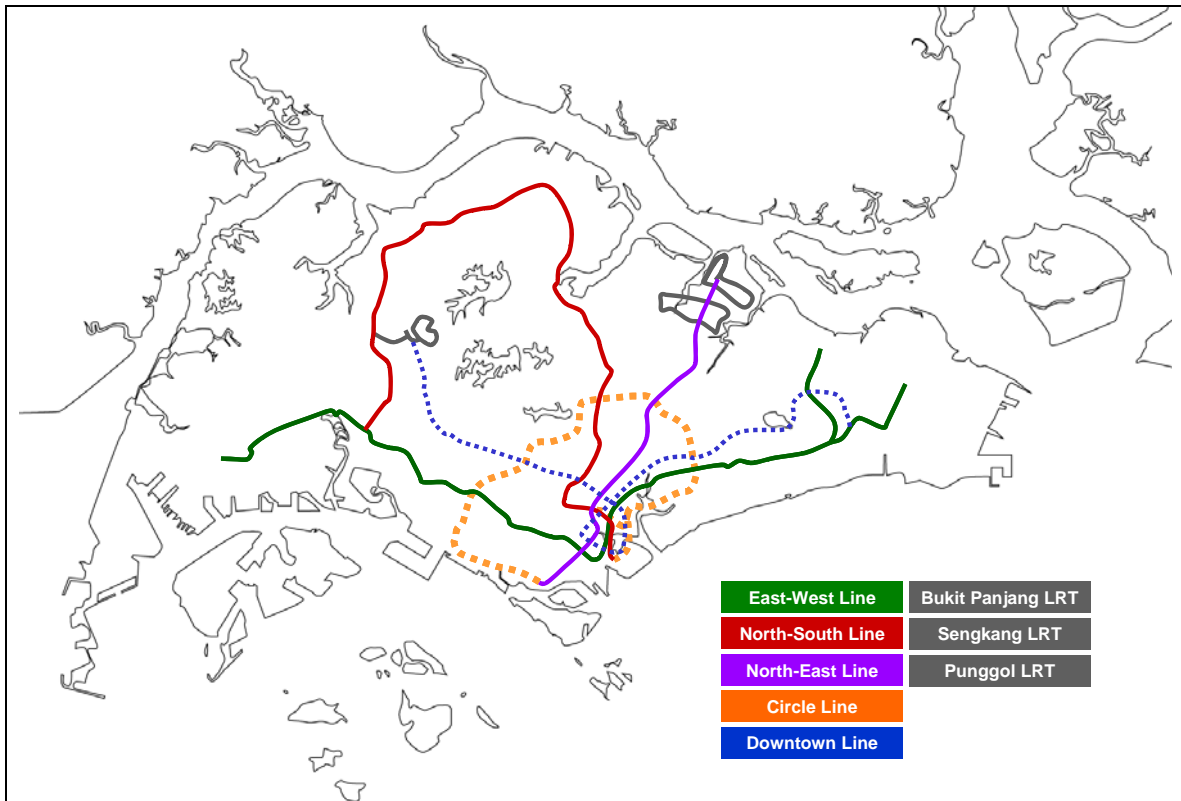 East-West Line
Bukit Panjang LRT
North-South Line
Sengkang LRT
North-East Line
Punggol LRT
Circle Line
Downtown Line